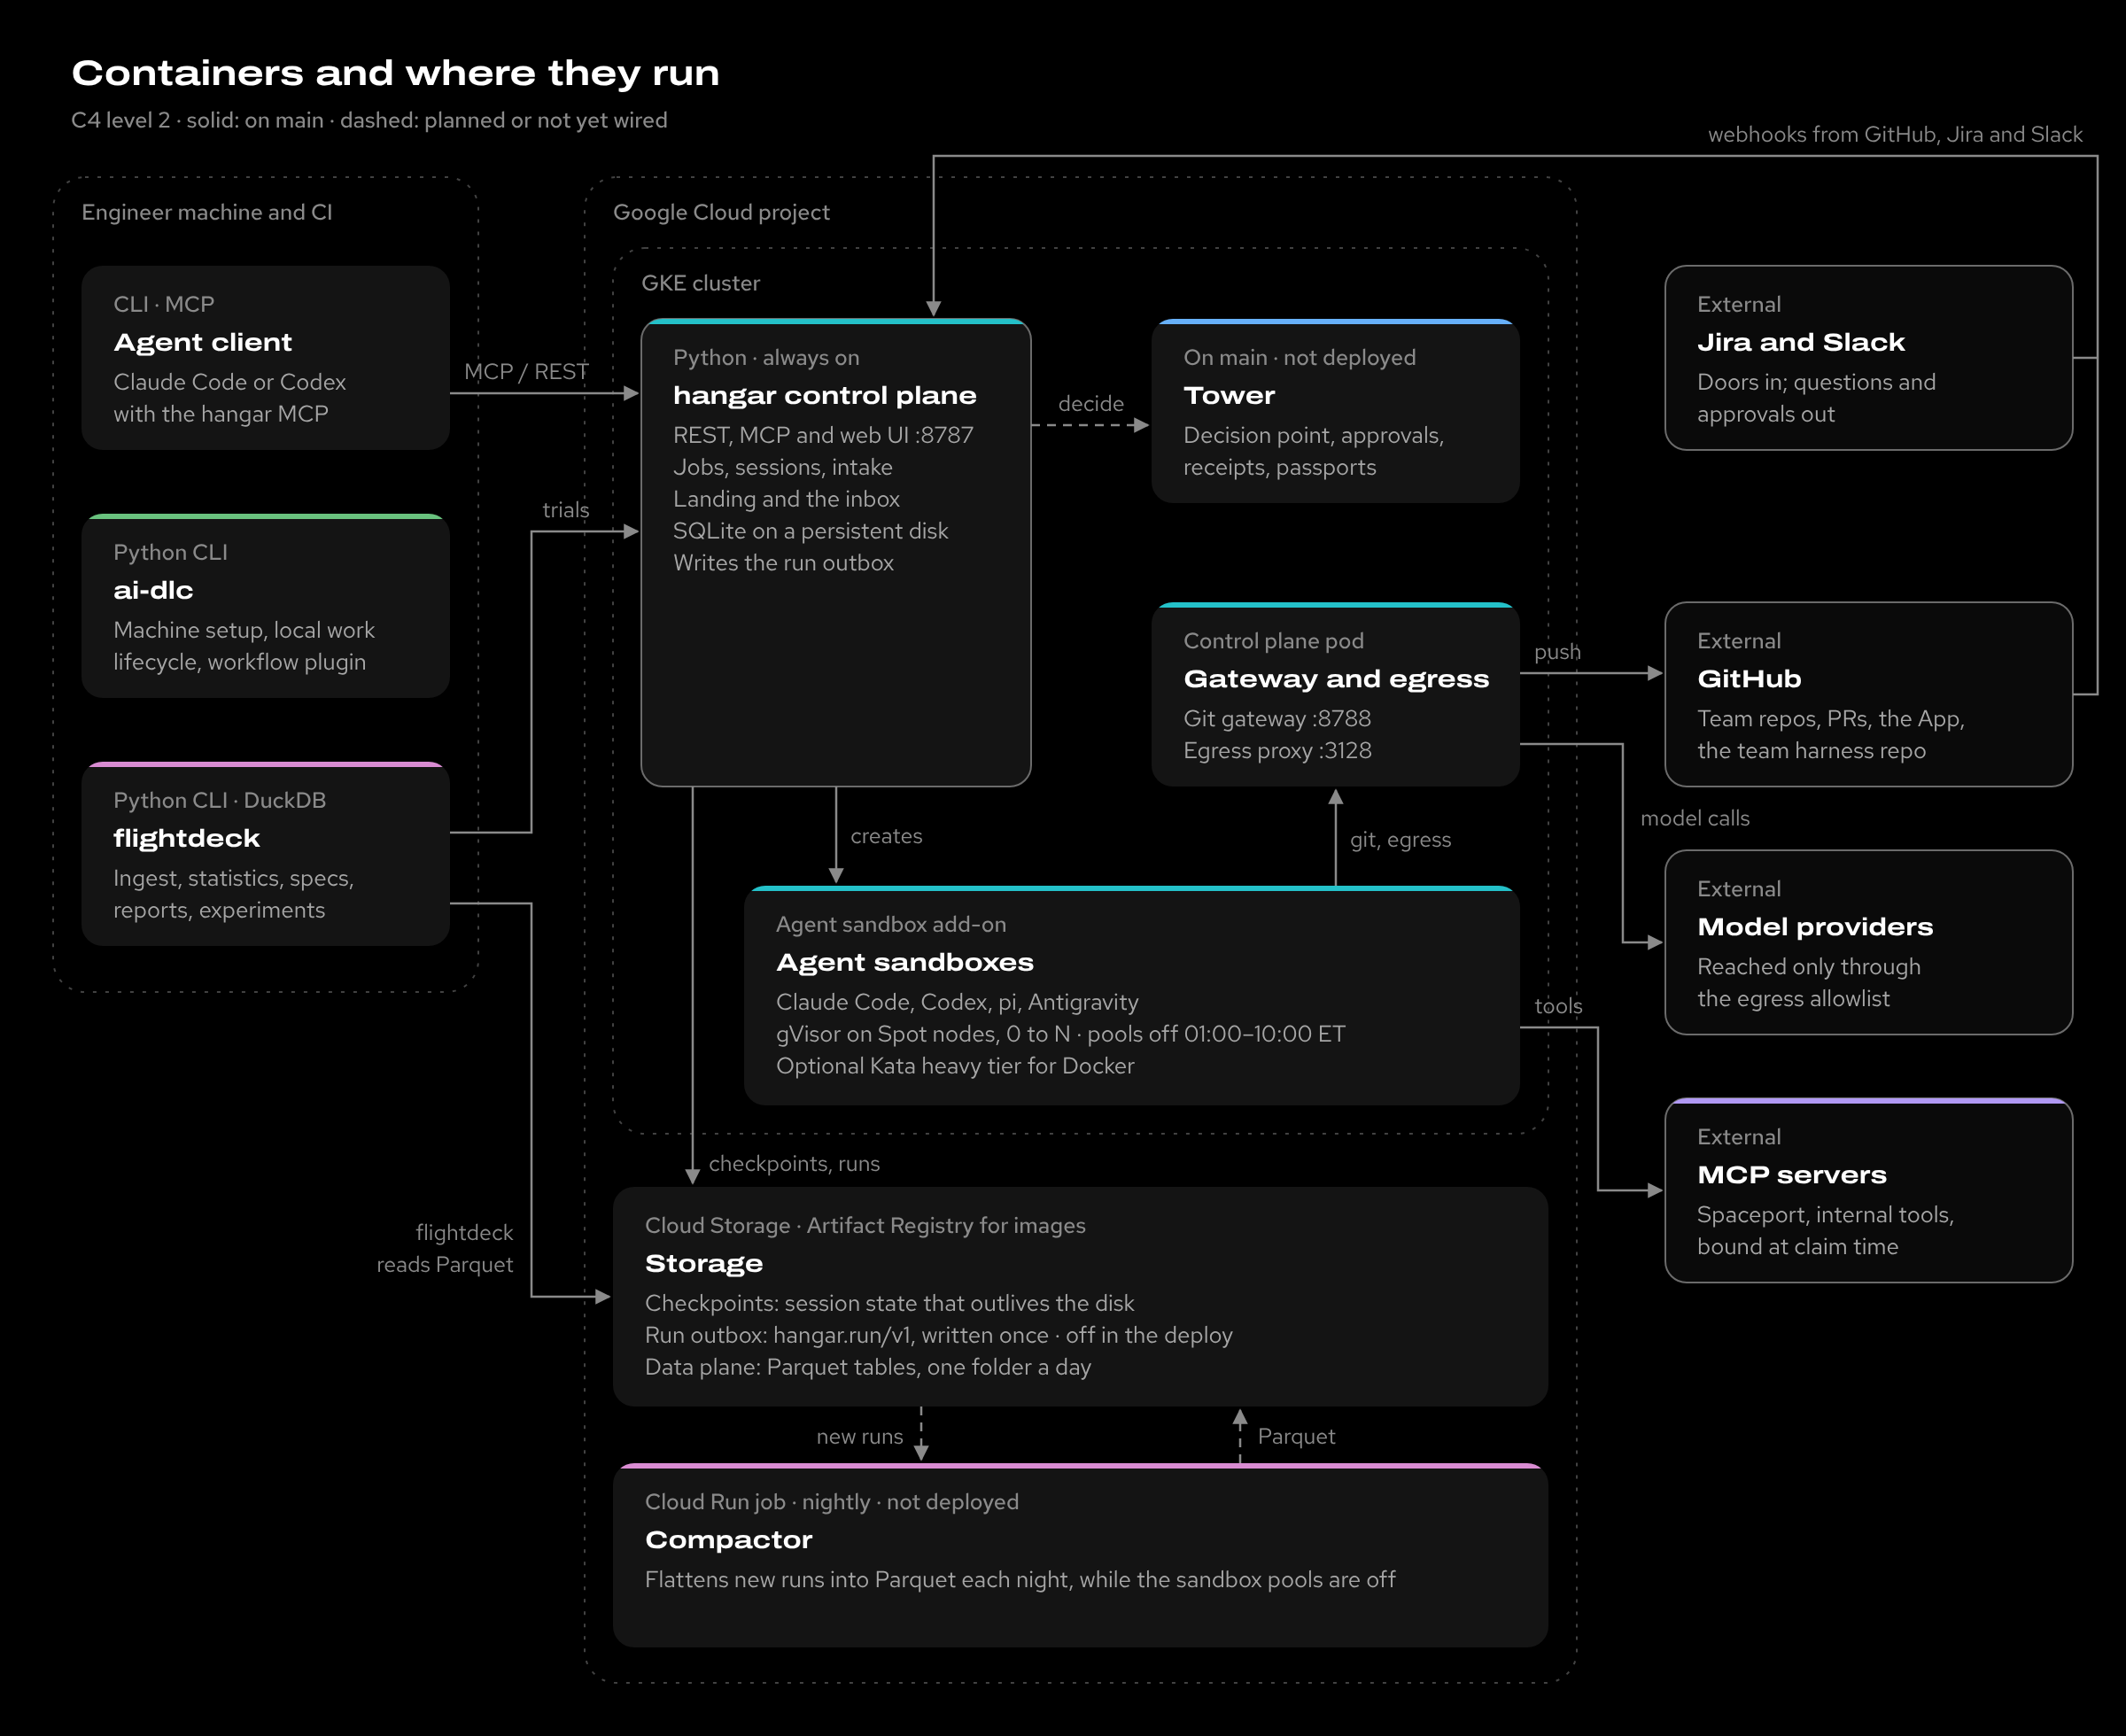 Containers and where they run
C4 level 2 · solid: on main · dashed: planned or not yet wired
webhooks from GitHub, Jira and Slack
Engineer machine and CI
CLI · MCP
Agent client
Claude Code or Codex
with the hangar MCP
Python CLI
ai-dlc
Machine setup, local work
lifecycle, workflow plugin
Python CLI · DuckDB
flightdeck
Ingest, statistics, specs,
reports, experiments
MCP / REST
trials
flightdeck
reads Parquet
Google Cloud project
GKE cluster
Python · always on
hangar control plane
REST, MCP and web UI :8787
Jobs, sessions, intake
Landing and the inbox
SQLite on a persistent disk
Writes the run outbox
decide
On main · not deployed
Tower
Decision point, approvals,
receipts, passports
Control plane pod
Gateway and egress
Git gateway :8788
Egress proxy :3128
creates
git, egress
Agent sandbox add-on
Agent sandboxes
Claude Code, Codex, pi, Antigravity
gVisor on Spot nodes, 0 to N · pools off 01:00–10:00 ET
Optional Kata heavy tier for Docker
checkpoints, runs
Cloud Storage · Artifact Registry for images
Storage
Checkpoints: session state that outlives the disk
Run outbox: hangar.run/v1, written once · off in the deploy
Data plane: Parquet tables, one folder a day
new runs
Parquet
Cloud Run job · nightly · not deployed
Compactor
Flattens new runs into Parquet each night, while the sandbox pools are off
push
model calls
tools
External
Jira and Slack
Doors in; questions and
approvals out
External
GitHub
Team repos, PRs, the App,
the team harness repo
External
Model providers
Reached only through
the egress allowlist
External
MCP servers
Spaceport, internal tools,
bound at claim time